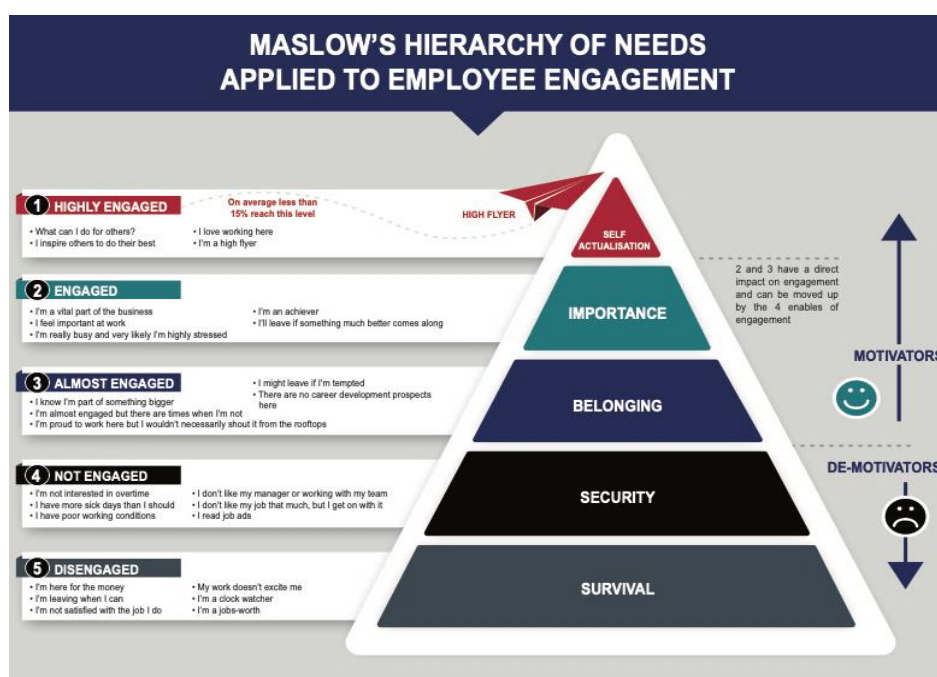 MASLOW'S HIERARCHY OF NEEDS
APPLIED TO EMPLOYEE ENGAGEMENT
1 HIGHLY ENGAGED
• What can I do for others?
• I inspire others to do their best
On average less than
15% reach this level
• I love working here
• I'm a high flyer
HIGH FLYER
SELF
ACTUALISATION
2 ENGAGED
• I'm a vital part of the business
• I feel important at work
• I'm really busy and very likely I'm highly stressed
• I'm an achiever
• I'll leave if something much better comes along
IMPORTANCE
2 and 3 have a direct
impact on engagement
and can be moved up
by the 4 enables of
engagement
MOTIVATORS
3 ALMOST ENGAGED
• I know I'm part of something bigger
• I'm almost engaged but there are times when I'm not
• I'm proud to work here but I wouldn't necessarily shout it from the rooftops
• I might leave if I'm tempted
• There are no career development prospects
here
BELONGING
DE-MOTIVATORS
4 NOT ENGAGED
• I'm not interested in overtime
• I have more sick days than I should
• I have poor working conditions
• I don't like my manager or working with my team
• I don't like my job that much, but I get on with it
• I read job ads
SECURITY
5 DISENGAGED
• I'm here for the money
• I'm leaving when I can
• I'm not satisfied with the job I do
• My work doesn't excite me
• I'm a clock watcher
• I'm a jobs-worth
SURVIVAL